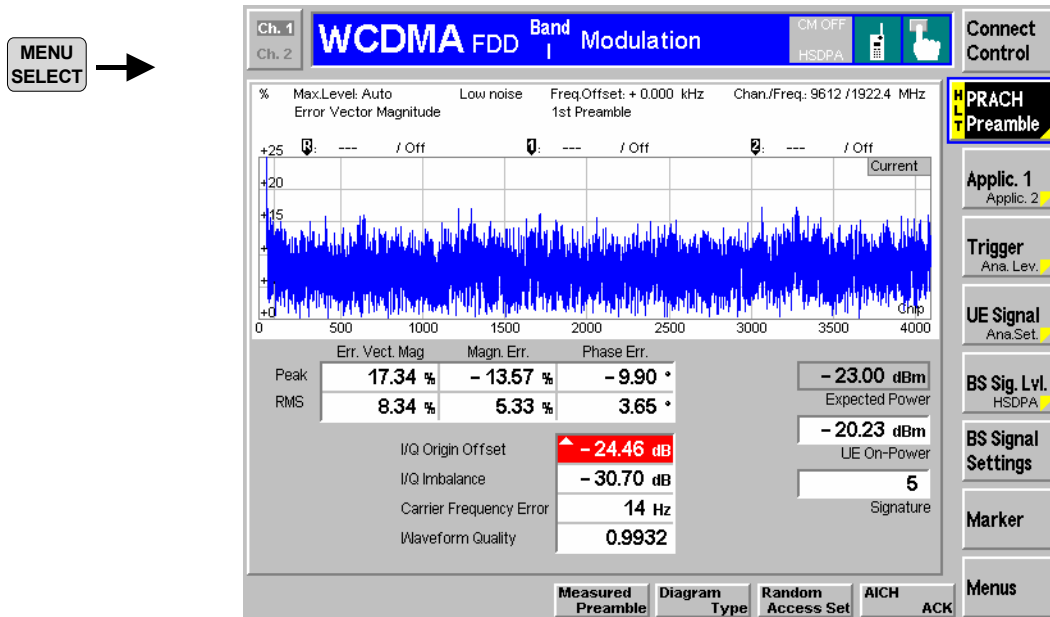 MENU
SELECT
Ch. 1
Ch. 2
WCDMA FDD Band I Modulation
CM OFF
HSDPA
Connect
Control
% Max.Level: Auto Low noise Freq.Offset: + 0.000 kHz Chan./Freq.: 9612 / 1922.4 MHz
Error Vector Magnitude 1st Preamble
R: --- / Off 1: --- / Off 2: --- / Off
Current
+25
+20
+15
+0
Chip
0 500 1000 1500 2000 2500 3000 3500 4000
Err. Vect. Mag Magn. Err. Phase Err.
Peak 17.34 % – 13.57 % – 9.90 °
RMS 8.34 % 5.33 % 3.65 °
I/Q Origin Offset – 24.46 dB
I/Q Imbalance – 30.70 dB
Carrier Frequency Error 14 Hz
Waveform Quality 0.9932
– 23.00 dBm
Expected Power
– 20.23 dBm
UE On-Power
5
Signature
H
L
T
PRACH
Preamble
Applic. 1
Applic. 2
Trigger
Ana. Lev.
UE Signal
Ana.Set.
BS Sig. Lvl.
HSDPA
BS Signal
Settings
Marker
Menus
Measured
Preamble
Diagram
Type
Random
Access Set
AICH
ACK